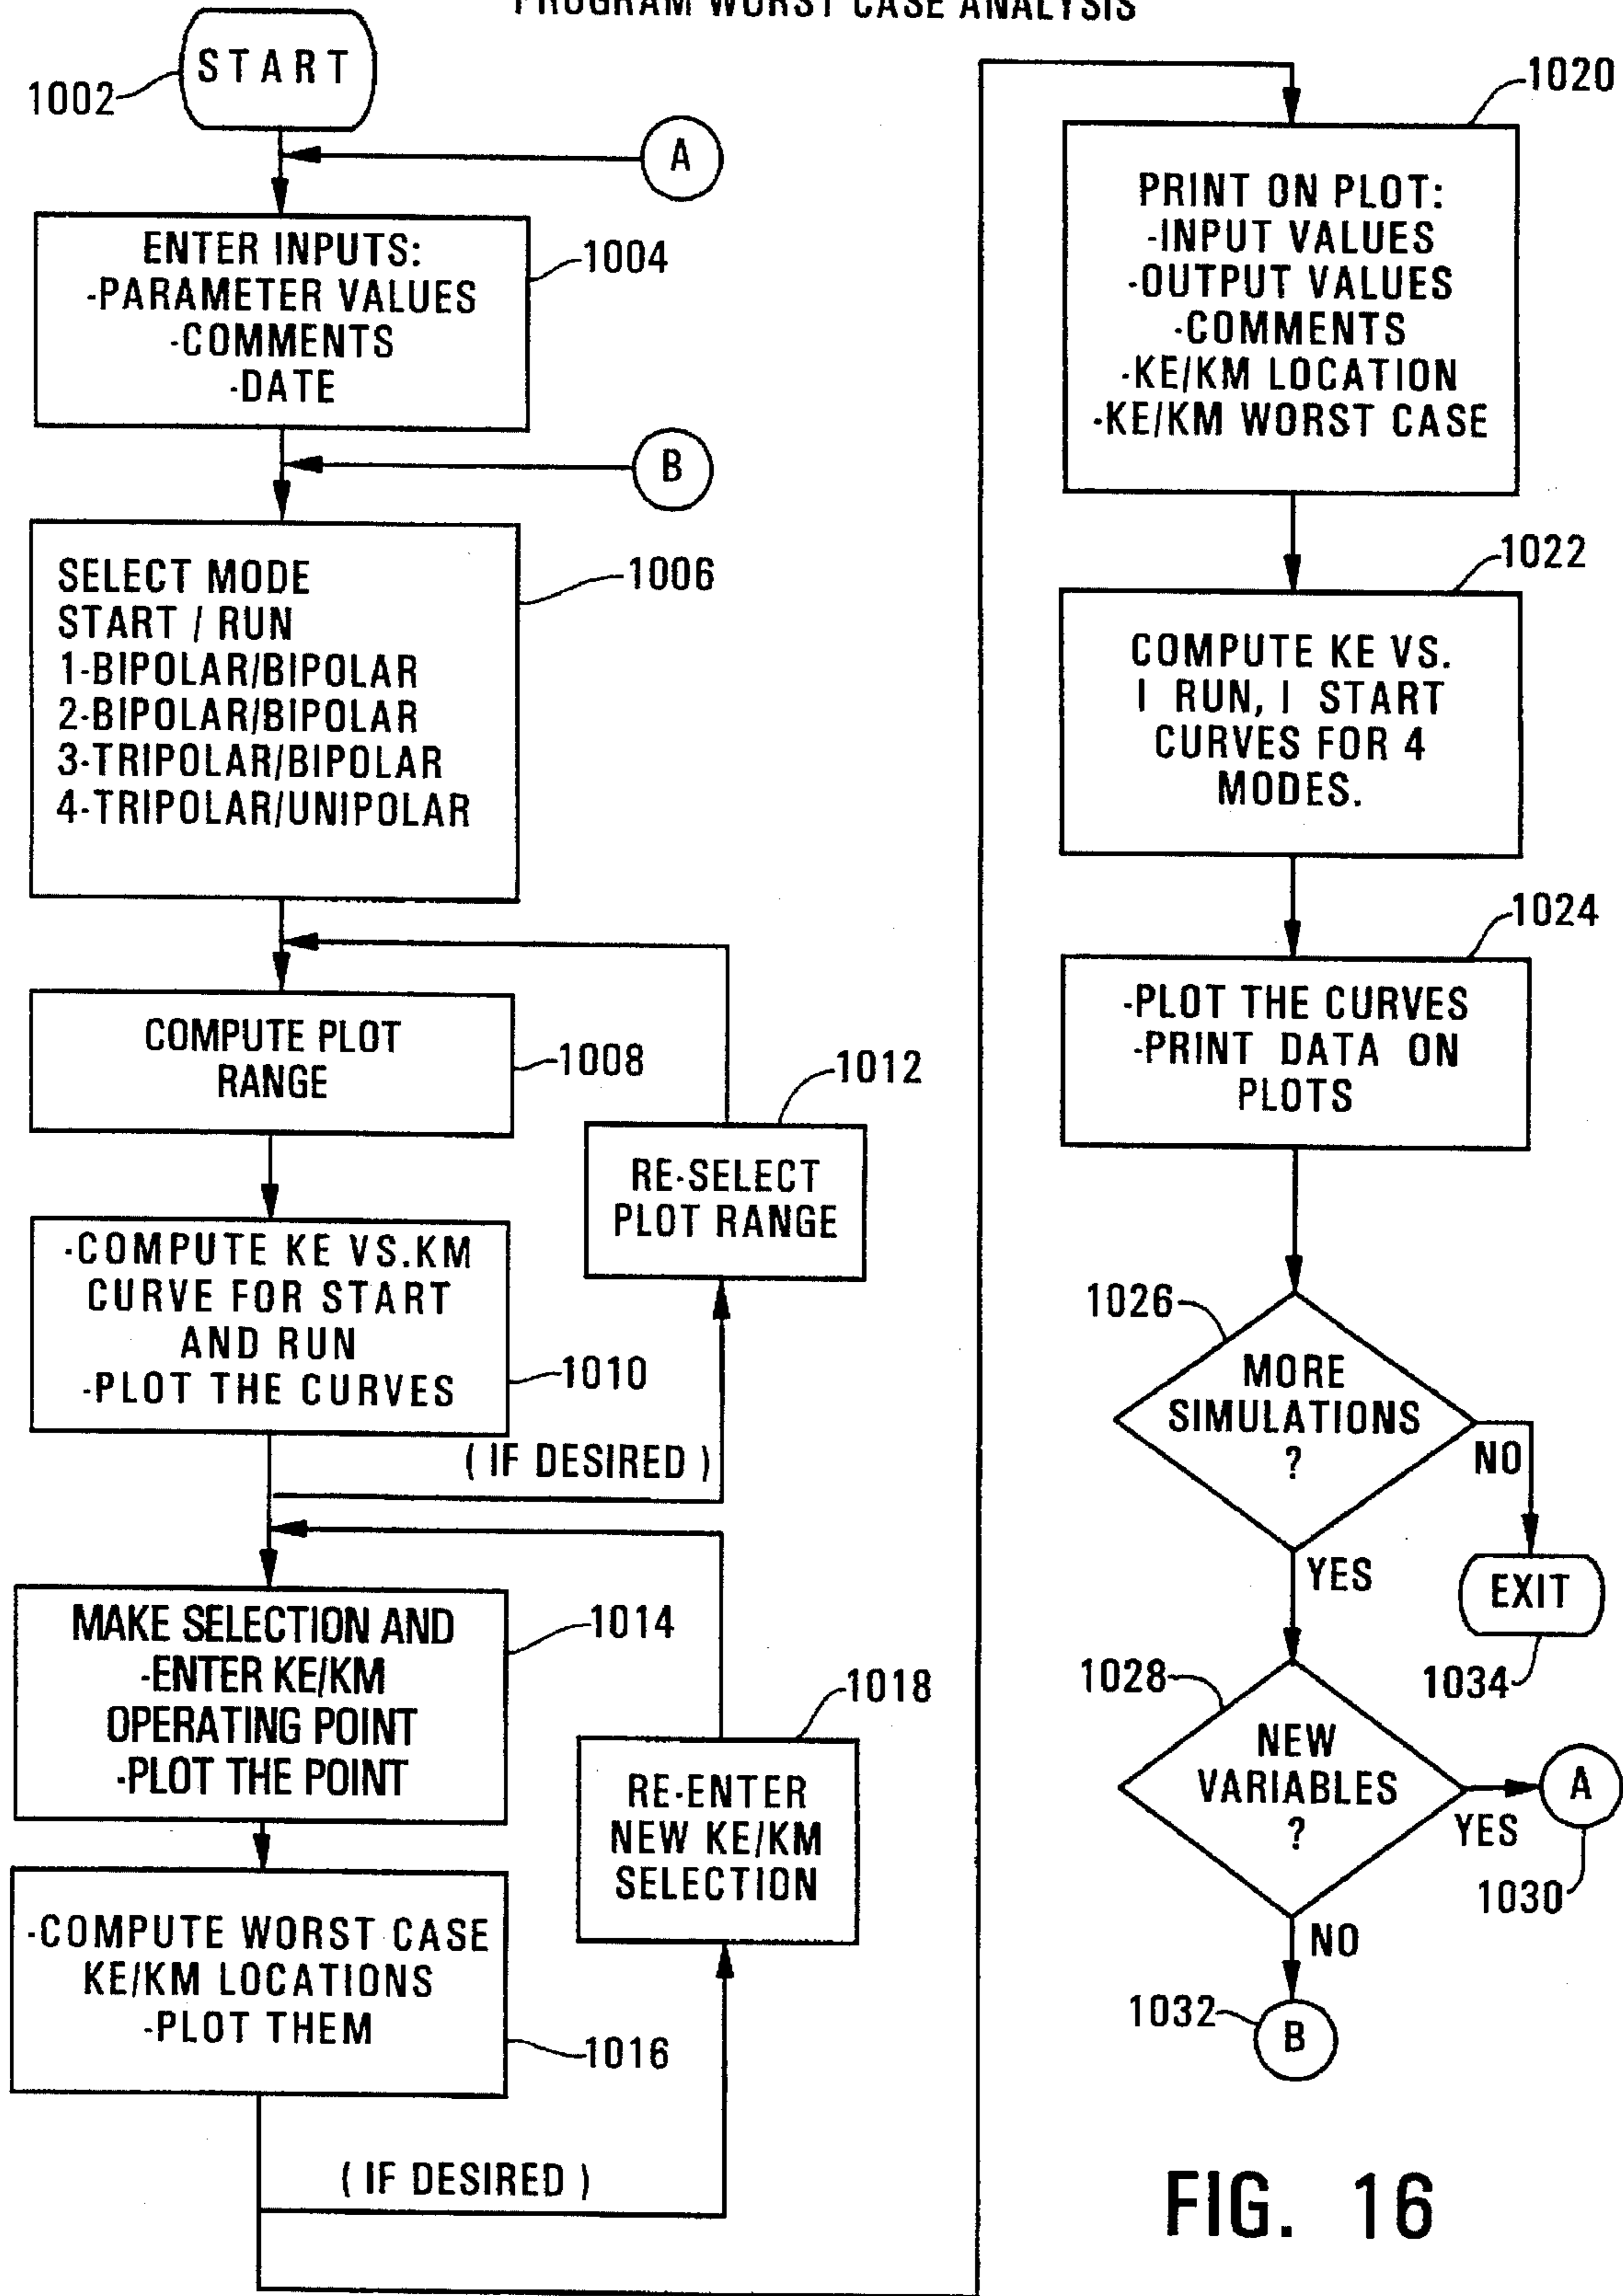 PROGRAM WORST CASE ANALYSIS
START
1002
A
ENTER INPUTS:
-PARAMETER VALUES
-COMMENTS
-DATE
1004
B
SELECT MODE
START / RUN
1-BIPOLAR/BIPOLAR
2-BIPOLAR/BIPOLAR
3-TRIPOLAR/BIPOLAR
4-TRIPOLAR/UNIPOLAR
1006
COMPUTE PLOT
RANGE
1008
1012
RE-SELECT
PLOT RANGE
-COMPUTE KE VS.KM
CURVE FOR START
AND RUN
-PLOT THE CURVES
1010
( IF DESIRED )
MAKE SELECTION AND
-ENTER KE/KM
OPERATING POINT
-PLOT THE POINT
1014
1018
RE-ENTER
NEW KE/KM
SELECTION
-COMPUTE WORST CASE
KE/KM LOCATIONS
-PLOT THEM
1016
( IF DESIRED )
1020
PRINT ON PLOT:
-INPUT VALUES
-OUTPUT VALUES
-COMMENTS
-KE/KM LOCATION
-KE/KM WORST CASE
1022
COMPUTE KE VS.
I RUN, I START
CURVES FOR 4
MODES.
1024
-PLOT THE CURVES
-PRINT DATA ON
PLOTS
1026
MORE
SIMULATIONS
?
NO
YES
EXIT
1034
1028
NEW
VARIABLES
?
YES
A
1030
NO
1032
B
FIG. 16